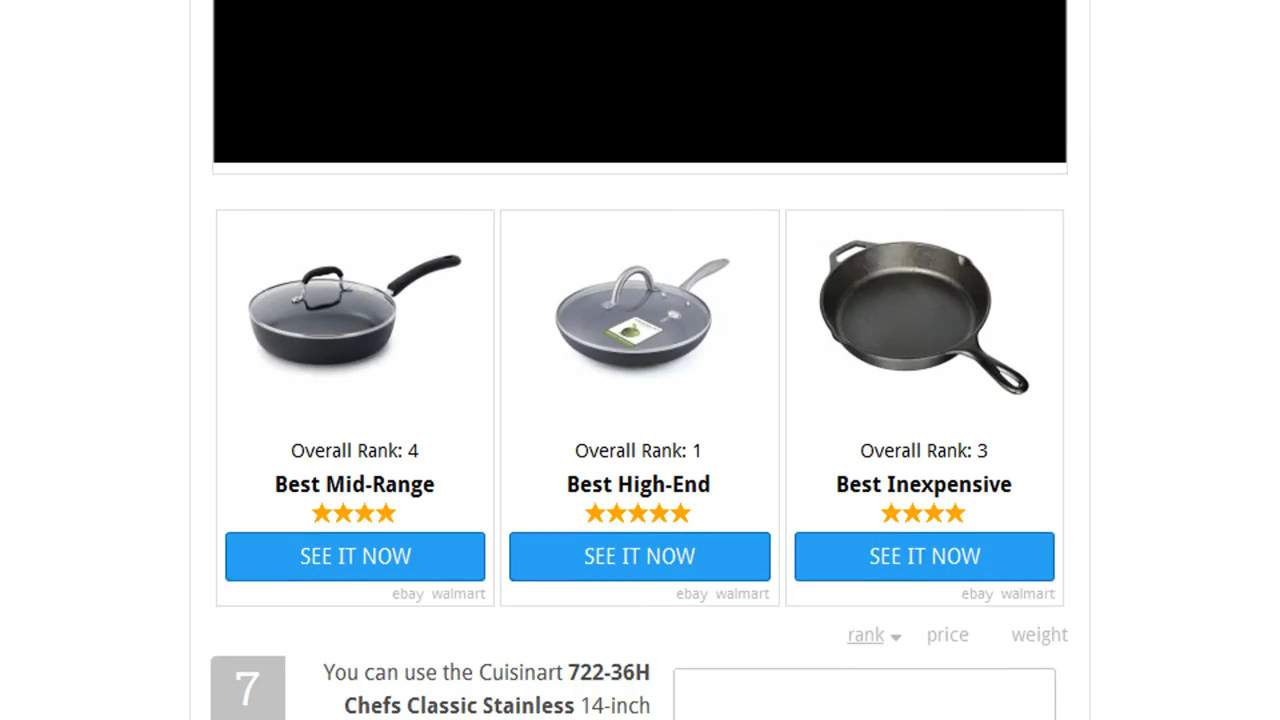 Overall Rank: 4
Best Mid-Range
SEE IT NOW
ebay walmart
Overall Rank: 1
Best High-End
SEE IT NOW
ebay walmart
Overall Rank: 3
Best Inexpensive
SEE IT NOW
ebay walmart
rank price weight
7
You can use the Cuisinart 722-36H
Chefs Classic Stainless 14-inch